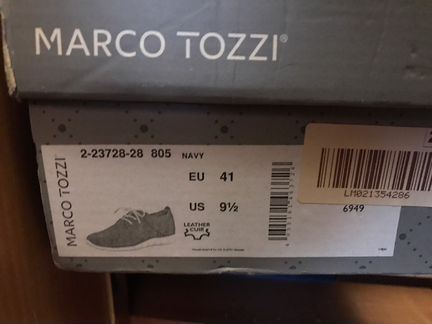 MARCO TOZZI®
MARCO TOZZI
2-23728-28 805 NAVY
EU 41
US 9½
LEATHER
CUIR
6949
LM021354286